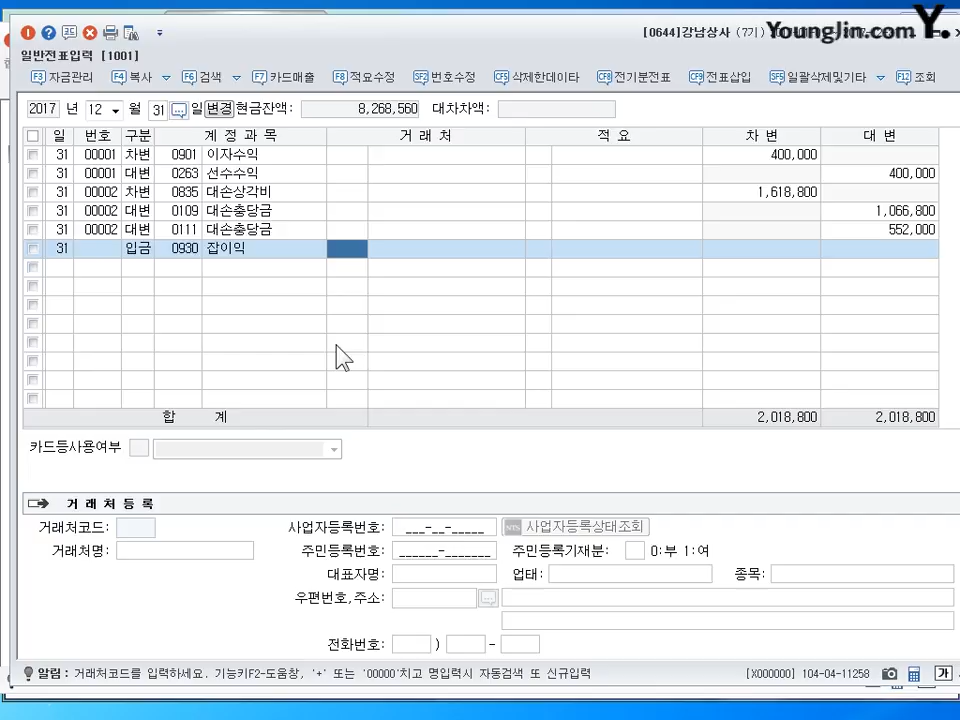 [0644]강남상사 (7기)
Younglin.com Y.
일반전표입력 [1001]
F3 자금관리 F4 복사 F6 검색 F7 카드매출 F8 적요수정 SF2 번호수정 CF5 삭제한데이타 CF8 전기분전표 CF9 전표삽입 SF5 일괄삭제및기타 F12 조회
2017 년 12 월 31 일 변경 현금잔액: 8,268,560 대차차액:
일 번호 구분 계 정 과 목 거 래 처 적 요 차 변 대 변
31 00001 차변 0901 이자수익 400,000
31 00001 대변 0263 선수수익 400,000
31 00002 차변 0835 대손상각비 1,618,800
31 00002 대변 0109 대손충당금 1,066,800
31 00002 대변 0111 대손충당금 552,000
31 입금 0930 잡이익
합 계 2,018,800 2,018,800
카드등사용여부
거 래 처 등 록
거래처코드: 사업자등록번호: ___-__-_____ NTS 사업자등록상태조회
거래처명: 주민등록번호: ______-_______ 주민등록기재분: 0:부 1:여
대표자명: 업태: 종목:
우편번호,주소:
전화번호: ) -
알림 : 거래처코드를 입력하세요. 기능키F2-도움창, '+' 또는 '00000'치고 명입력시 자동검색 또 신규입력 [X000000] 104-04-11258 가